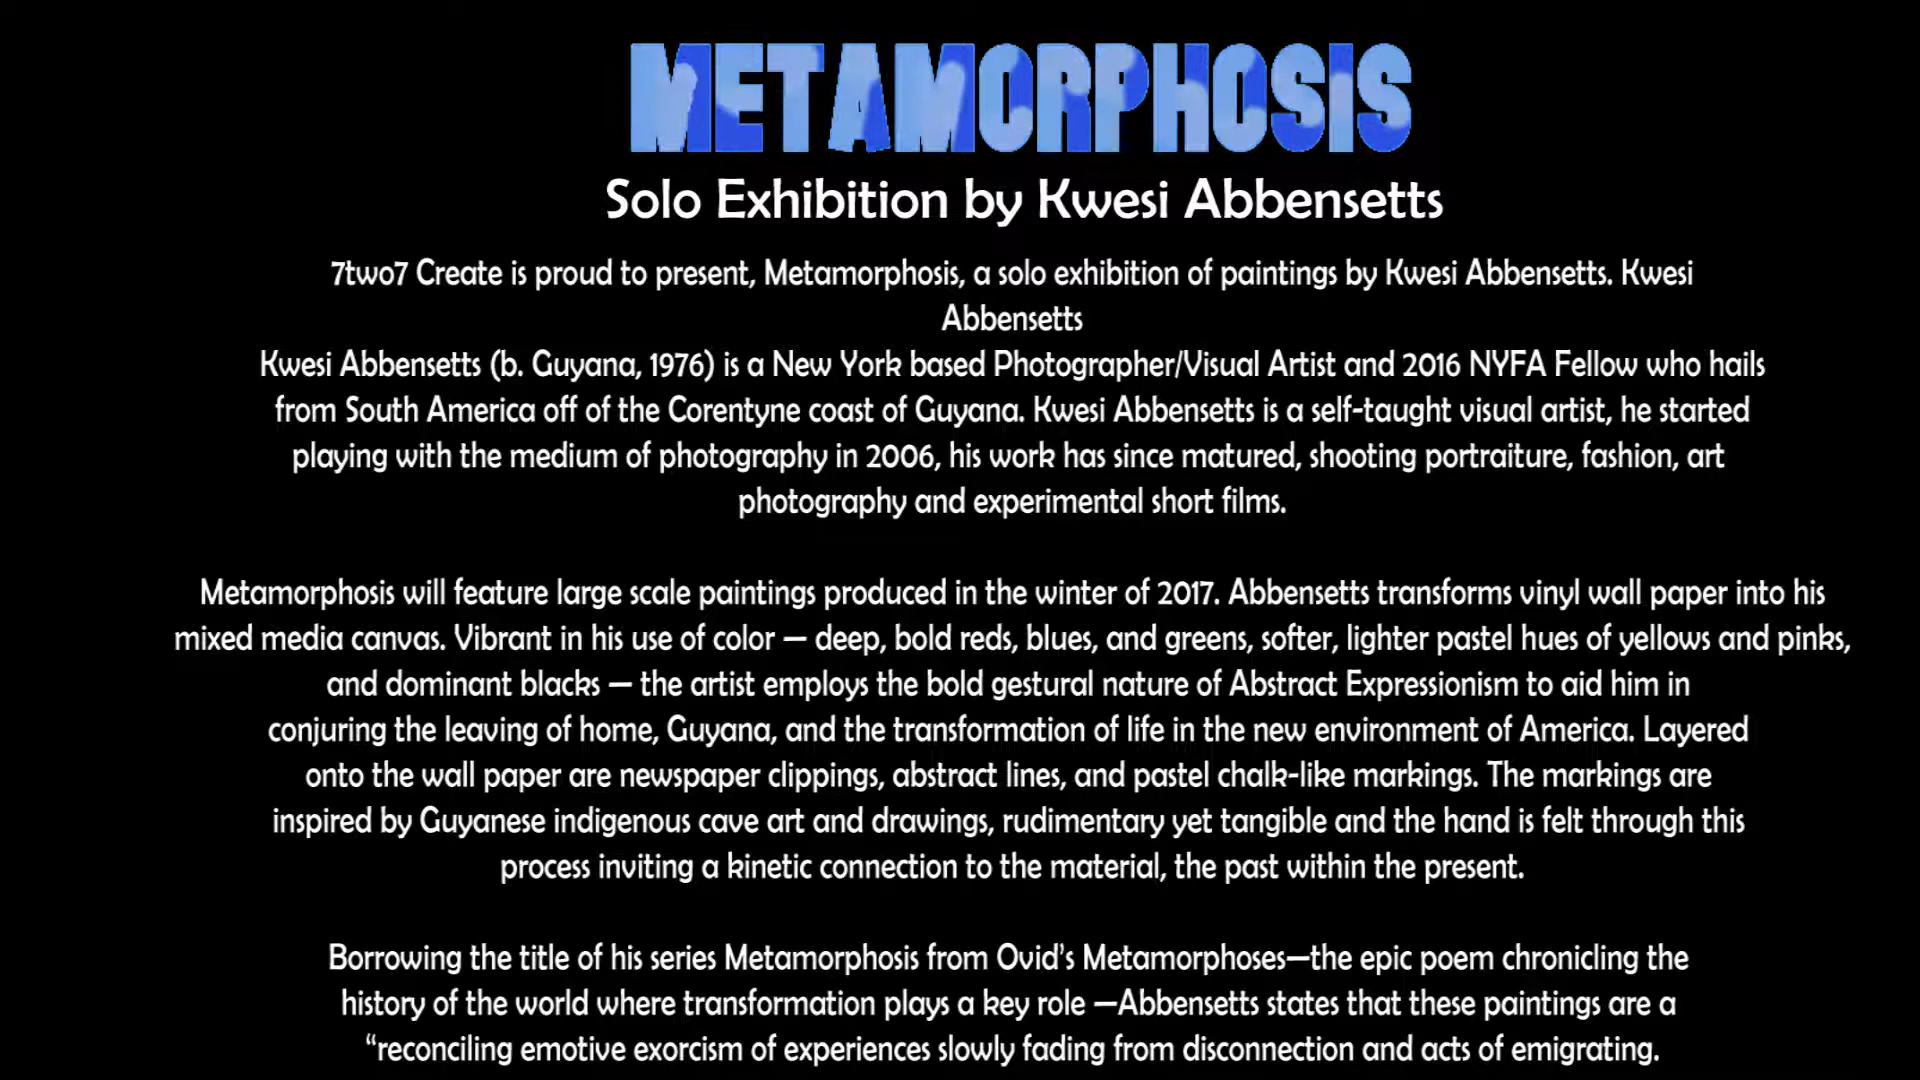 METAMORPHOSIS
Solo Exhibition by Kwesi Abbensetts
7two7 Create is proud to present, Metamorphosis, a solo exhibition of paintings by Kwesi Abbensetts. Kwesi
Abbensetts
Kwesi Abbensetts (b. Guyana, 1976) is a New York based Photographer/Visual Artist and 2016 NYFA Fellow who hails
from South America off of the Corentyne coast of Guyana. Kwesi Abbensetts is a self-taught visual artist, he started
playing with the medium of photography in 2006, his work has since matured, shooting portraiture, fashion, art
photography and experimental short films.
Metamorphosis will feature large scale paintings produced in the winter of 2017. Abbensetts transforms vinyl wall paper into his
mixed media canvas. Vibrant in his use of color — deep, bold reds, blues, and greens, softer, lighter pastel hues of yellows and pinks,
and dominant blacks — the artist employs the bold gestural nature of Abstract Expressionism to aid him in
conjuring the leaving of home, Guyana, and the transformation of life in the new environment of America. Layered
onto the wall paper are newspaper clippings, abstract lines, and pastel chalk-like markings. The markings are
inspired by Guyanese indigenous cave art and drawings, rudimentary yet tangible and the hand is felt through this
process inviting a kinetic connection to the material, the past within the present.
Borrowing the title of his series Metamorphosis from Ovid’s Metamorphoses—the epic poem chronicling the
history of the world where transformation plays a key role —Abbensetts states that these paintings are a
“reconciling emotive exorcism of experiences slowly fading from disconnection and acts of emigrating.